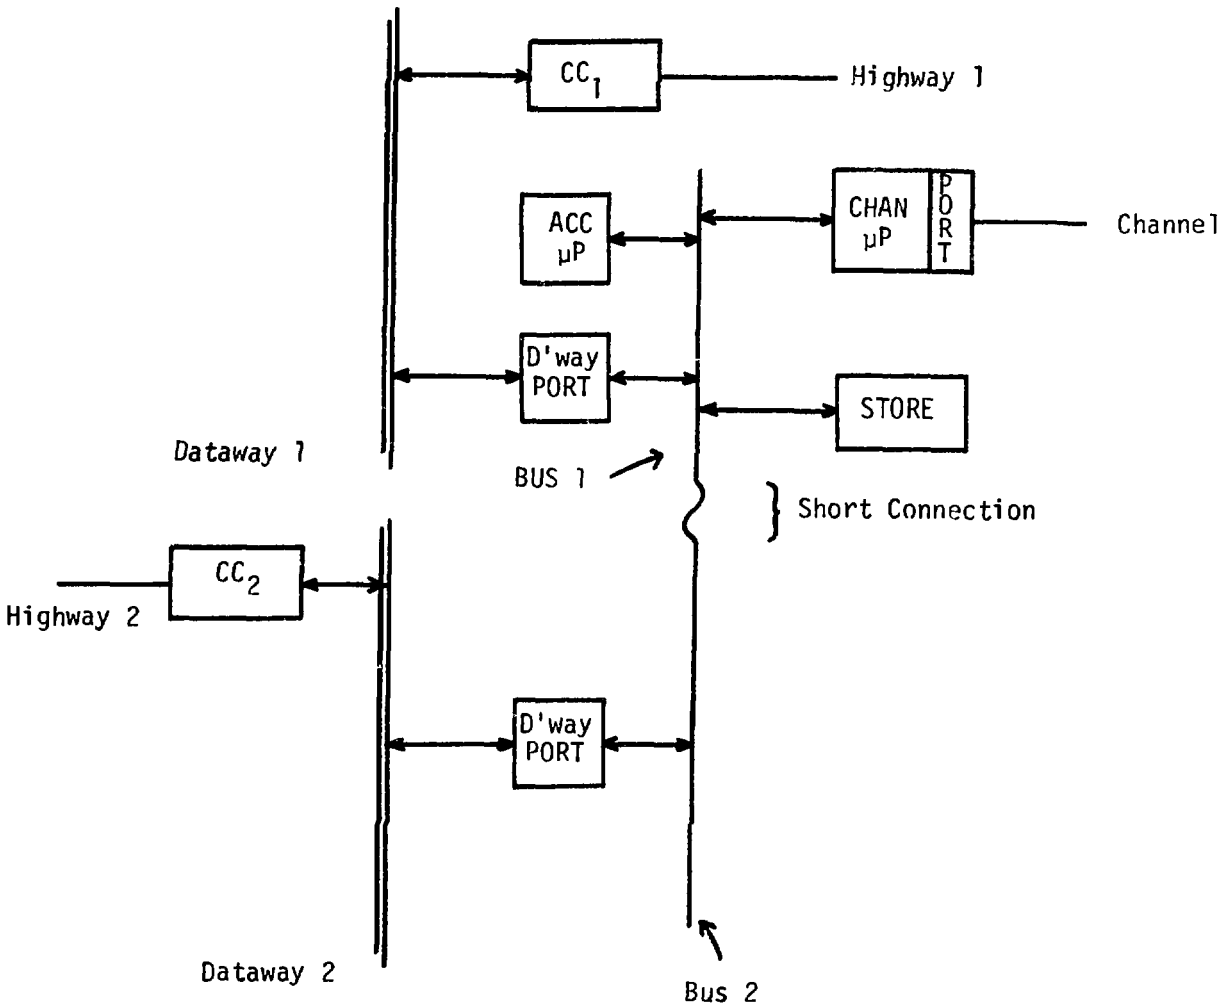 CC1
Highway 1
ACC
µP
CHAN
µP
PORT
Channel
D'way
PORT
STORE
Dataway 1
BUS 1
Short Connection
CC2
Highway 2
D'way
PORT
Dataway 2
Bus 2